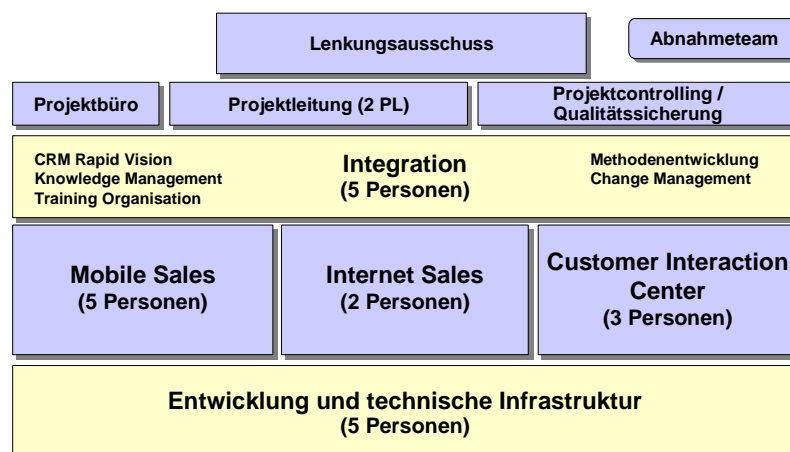 Lenkungsausschuss
Abnahmeteam
Projektbüro
Projektleitung (2 PL)
Projektcontrolling /
Qualitätssicherung
CRM Rapid Vision
Knowledge Management
Training Organisation
Integration
(5 Personen)
Methodenentwicklung
Change Management
Mobile Sales
(5 Personen)
Internet Sales
(2 Personen)
Customer Interaction
Center
(3 Personen)
Entwicklung und technische Infrastruktur
(5 Personen)